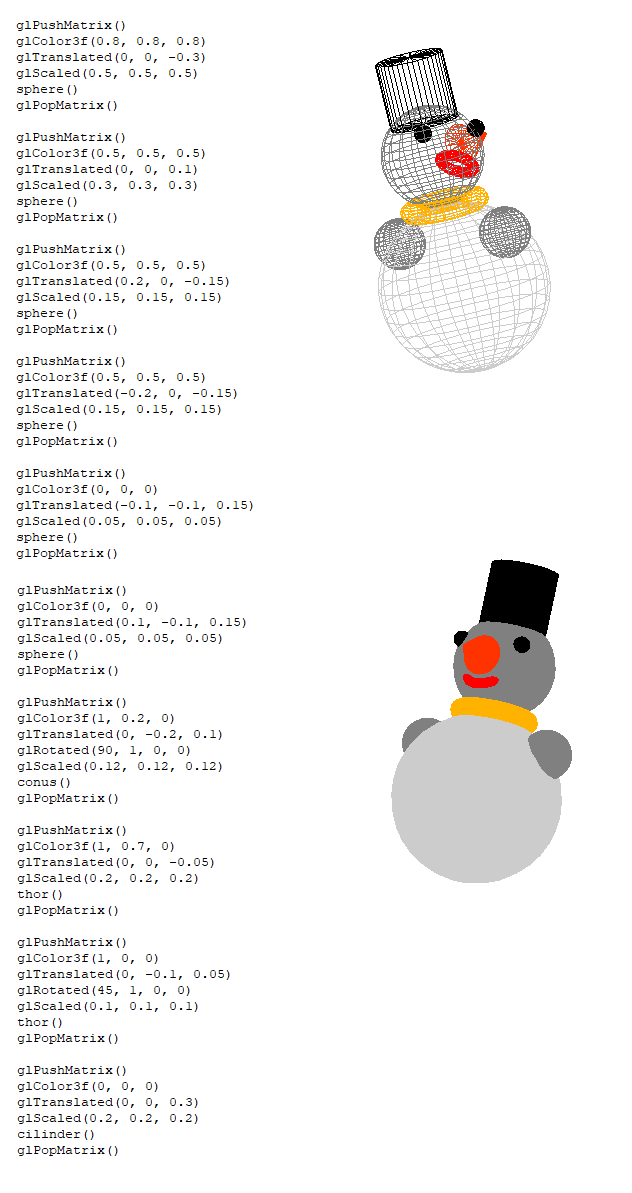 glPushMatrix()
glColor3f(0.8, 0.8, 0.8)
glTranslated(0, 0, -0.3)
glScaled(0.5, 0.5, 0.5)
sphere()
glPopMatrix()
glPushMatrix()
glColor3f(0.5, 0.5, 0.5)
glTranslated(0, 0, 0.1)
glScaled(0.3, 0.3, 0.3)
sphere()
glPopMatrix()
glPushMatrix()
glColor3f(0.5, 0.5, 0.5)
glTranslated(0.2, 0, -0.15)
glScaled(0.15, 0.15, 0.15)
sphere()
glPopMatrix()
glPushMatrix()
glColor3f(0.5, 0.5, 0.5)
glTranslated(-0.2, 0, -0.15)
glScaled(0.15, 0.15, 0.15)
sphere()
glPopMatrix()
glPushMatrix()
glColor3f(0, 0, 0)
glTranslated(-0.1, -0.1, 0.15)
glScaled(0.05, 0.05, 0.05)
sphere()
glPopMatrix()
glPushMatrix()
glColor3f(0, 0, 0)
glTranslated(0.1, -0.1, 0.15)
glScaled(0.05, 0.05, 0.05)
sphere()
glPopMatrix()
glPushMatrix()
glColor3f(1, 0.2, 0)
glTranslated(0, -0.2, 0.1)
glRotated(90, 1, 0, 0)
glScaled(0.12, 0.12, 0.12)
conus()
glPopMatrix()
glPushMatrix()
glColor3f(1, 0.7, 0)
glTranslated(0, 0, -0.05)
glScaled(0.2, 0.2, 0.2)
thor()
glPopMatrix()
glPushMatrix()
glColor3f(1, 0, 0)
glTranslated(0, -0.1, 0.05)
glRotated(45, 1, 0, 0)
glScaled(0.1, 0.1, 0.1)
thor()
glPopMatrix()
glPushMatrix()
glColor3f(0, 0, 0)
glTranslated(0, 0, 0.3)
glScaled(0.2, 0.2, 0.2)
cilinder()
glPopMatrix()